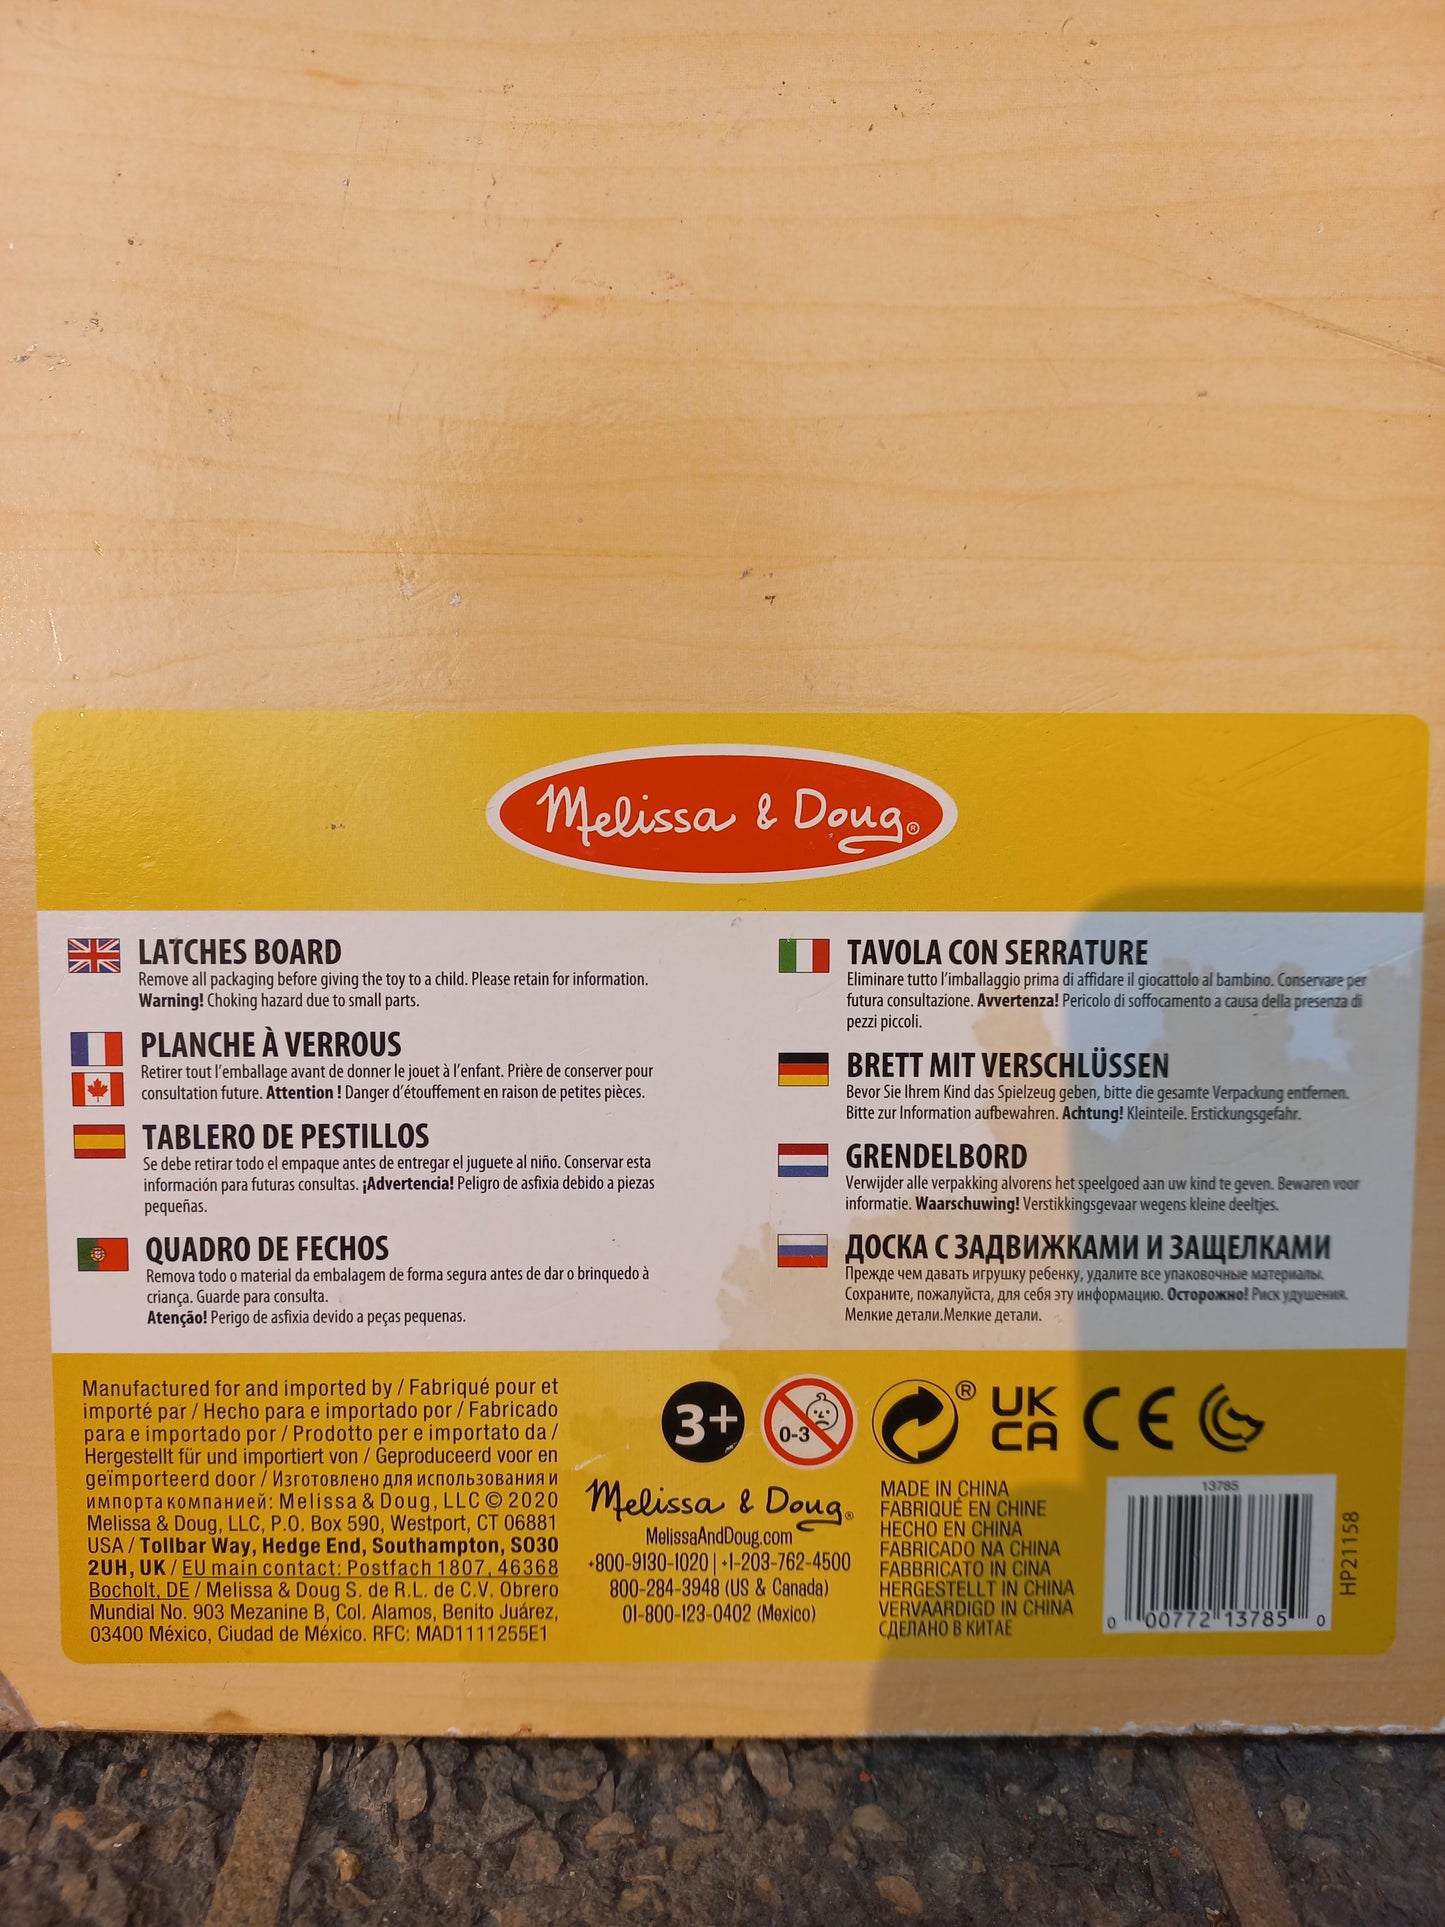 Melissa & Doug®
LATCHES BOARD
Remove all packaging before giving the toy to a child. Please retain for information.
Warning! Choking hazard due to small parts.
PLANCHE À VERROUS
Retirer tout l'emballage avant de donner le jouet à l'enfant. Prière de conserver pour
consultation future. Attention ! Danger d'étouffement en raison de petites pièces.
TABLERO DE PESTILLOS
Se debe retirar todo el empaque antes de entregar el juguete al niño. Conservar esta
información para futuras consultas. ¡Advertencia! Peligro de asfixia debido a piezas
pequeñas.
QUADRO DE FECHOS
Remova todo o material da embalagem de forma segura antes de dar o brinquedo à
criança. Guarde para consulta.
Atenção! Perigo de asfixia devido a peças pequenas.
TAVOLA CON SERRATURE
Eliminare tutto l'imballaggio prima di affidare il giocattolo al bambino. Conservare per
futura consultazione. Avvertenza! Pericolo di soffocamento a causa della presenza di
pezzi piccoli.
BRETT MIT VERSCHLÜSSEN
Bevor Sie Ihrem Kind das Spielzeug geben, bitte die gesamte Verpackung entfernen.
Bitte zur Information aufbewahren. Achtung! Kleinteile. Erstickungsgefahr.
GRENDELBORD
Verwijder alle verpakking alvorens het speelgoed aan uw kind te geven. Bewaren voor
informatie. Waarschuwing! Verstikkingsgevaar wegens kleine deeltjes.
ДОСКА С ЗАДВИЖКАМИ И ЗАЩЕЛКАМИ
Прежде чем давать игрушку ребенку, удалите все упаковочные материалы.
Сохраните, пожалуйста, для себя эту информацию. Осторожно! Риск удушения.
Мелкие детали.Мелкие детали.
Manufactured for and imported by / Fabriqué pour et
importé par / Hecho para e importado por / Fabricado
para e importado por / Prodotto per e importato da /
Hergestellt für und importiert von / Geproduceerd voor en
geïmporteerd door / Изготовлено для использования и
импорта компанией: Melissa & Doug, LLC © 2020
Melissa & Doug, LLC, P.O. Box 590, Westport, CT 06881
USA / Tollbar Way, Hedge End, Southampton, SO30
2UH, UK / EU main contact: Postfach 1807, 46368
Bocholt, DE / Melissa & Doug S. de R.L. de C.V. Obrero
Mundial No. 903 Mezanine B, Col. Alamos, Benito Juárez,
03400 México, Ciudad de México. RFC: MAD1111255E1
3+
0-3
®
UK
CA
CE
Melissa & Doug®
MelissaAndDoug.com
+800-9130-1020 | +1-203-762-4500
800-284-3948 (US & Canada)
01-800-123-0402 (Mexico)
MADE IN CHINA
FABRIQUÉ EN CHINE
HECHO EN CHINA
FABRICADO NA CHINA
FABBRICATO IN CINA
HERGESTELLT IN CHINA
VERVAARDIGD IN CHINA
СДЕЛАНО В КИТАЕ
13785
0 00772 13785 0
HP21158